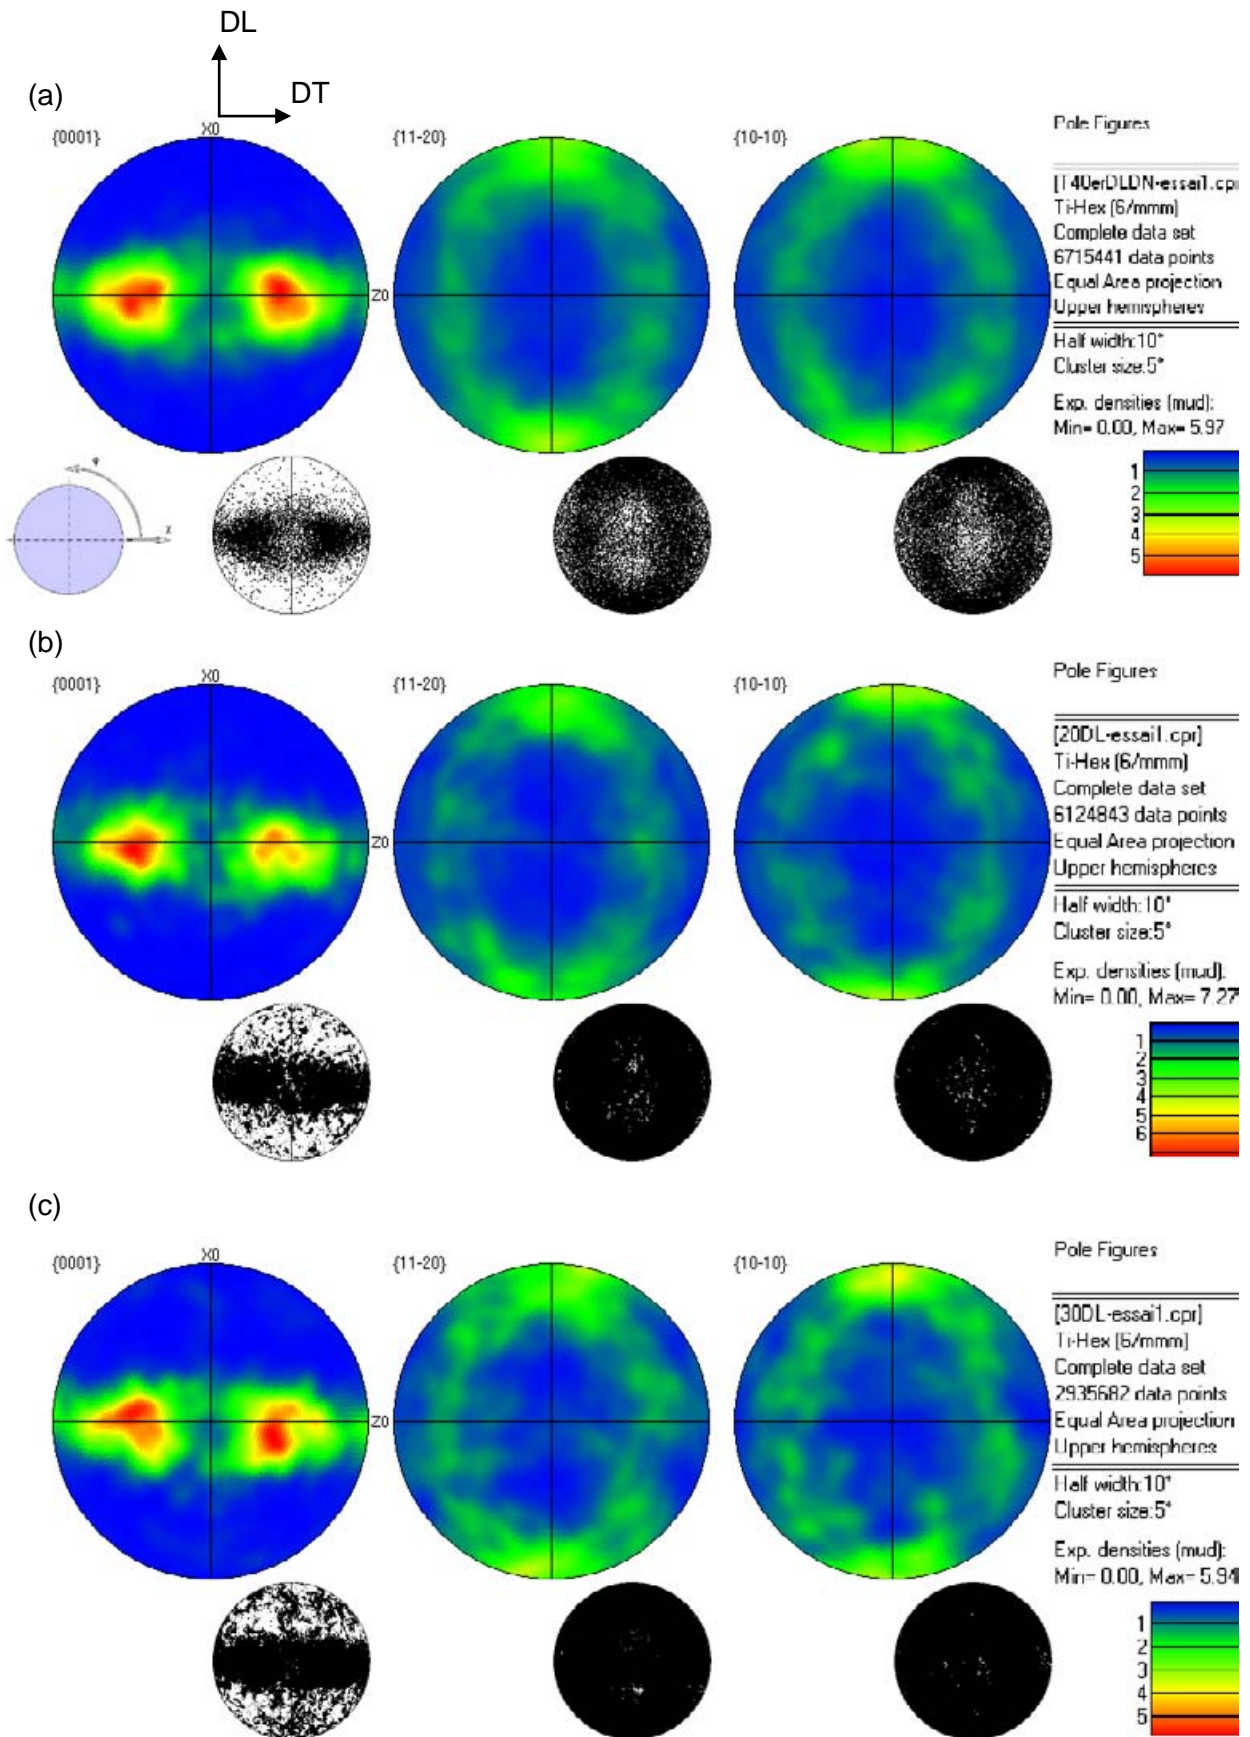 DL
DT
(a)
{0001}
X0
Z0
{11-20}
{10-10}
Pole Figures
[T40erDLDN-essai1.cpr
Ti-Hex (6/mmm)
Complete data set
6715441 data points
Equal Area projection
Upper hemispheres
Half width:10°
Cluster size:5°
Exp. densities (mud):
Min= 0.00, Max= 5.97
1
2
3
4
5
(b)
{0001}
X0
Z0
{11-20}
{10-10}
Pole Figures
[20DL-essai1.cpr]
Ti-Hex (6/mmm)
Complete data set
6124843 data points
Equal Area projection
Upper hemispheres
Half width:10°
Cluster size:5°
Exp. densities (mud):
Min= 0.00, Max= 7.27
1
2
3
4
5
6
(c)
{0001}
X0
Z0
{11-20}
{10-10}
Pole Figures
[30DL-essai1.cpr]
Ti-Hex (6/mmm)
Complete data set
2935682 data points
Equal Area projection
Upper hemispheres
Half width:10°
Cluster size:5°
Exp. densities (mud):
Min= 0.00, Max= 5.94
1
2
3
4
5